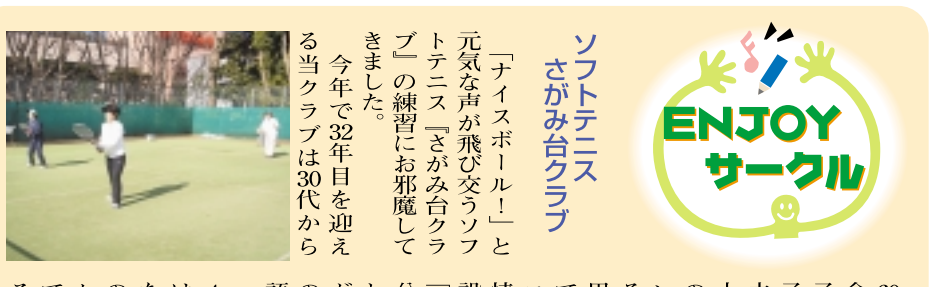 ENJOY
サークル
ソフトテニス
さがみ台クラブ
「ナイスボール！」と
元気な声が飛び交うソフ
トテニス『さがみ台クラ
ブ』の練習にお邪魔して
きました。
今年で32年目を迎え
る当クラブは30代から